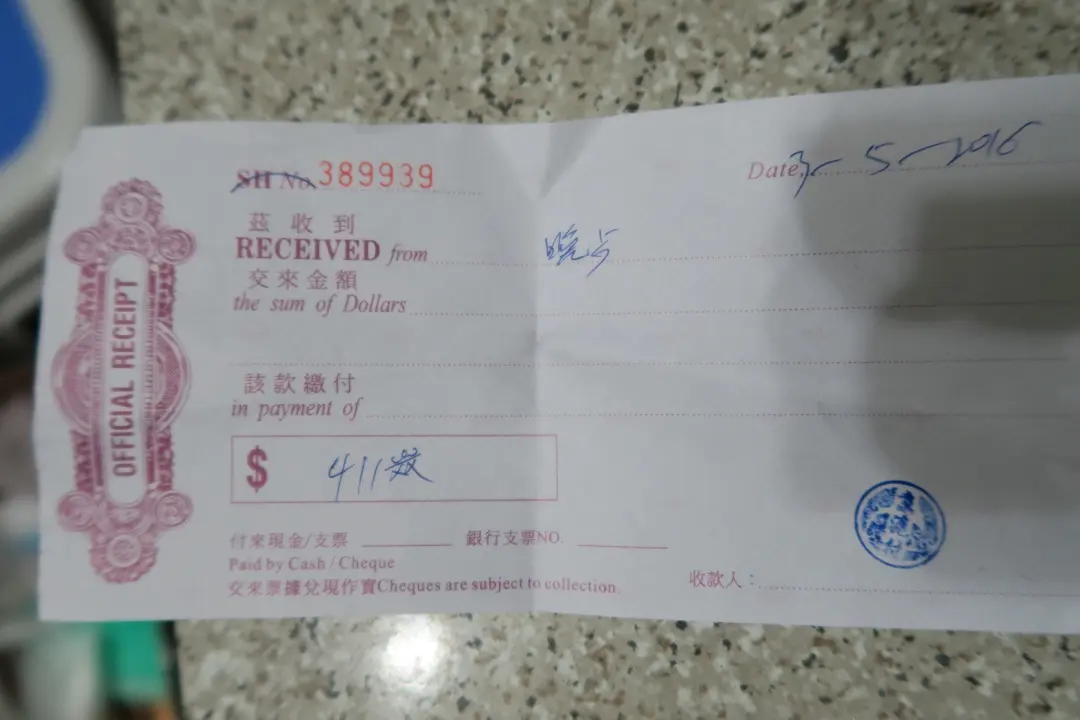 SH No. 389939
Date 3-5-2016
茲收到
RECEIVED from
交來金額
the sum of Dollars
該款繳付
in payment of
$ 411
付來現金/支票 銀行支票NO.
Paid by Cash / Cheque
交來票據兌現作實Cheques are subject to collection.
收款人:
OFFICIAL RECEIPT